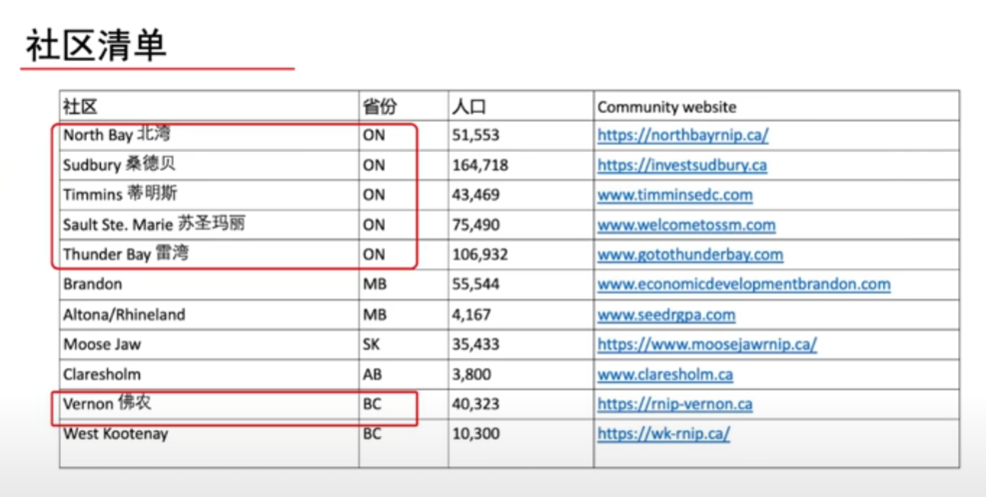 社区清单
社区 省份 人口 Community website
North Bay 北湾 ON 51,553 https://northbayrnip.ca/
Sudbury 桑德贝 ON 164,718 https://investsudbury.ca
Timmins 蒂明斯 ON 43,469 www.timminsedc.com
Sault Ste. Marie 苏圣玛丽 ON 75,490 www.welcometossm.com
Thunder Bay 雷湾 ON 106,932 www.gotothunderbay.com
Brandon MB 55,544 www.economicdevelopmentbrandon.com
Altona/Rhineland MB 4,167 www.seedrgpa.com
Moose Jaw SK 35,433 https://www.moosejawrnip.ca/
Claresholm AB 3,800 www.claresholm.ca
Vernon 佛农 BC 40,323 https://rnip-vernon.ca
West Kootenay BC 10,300 https://wk-rnip.ca/